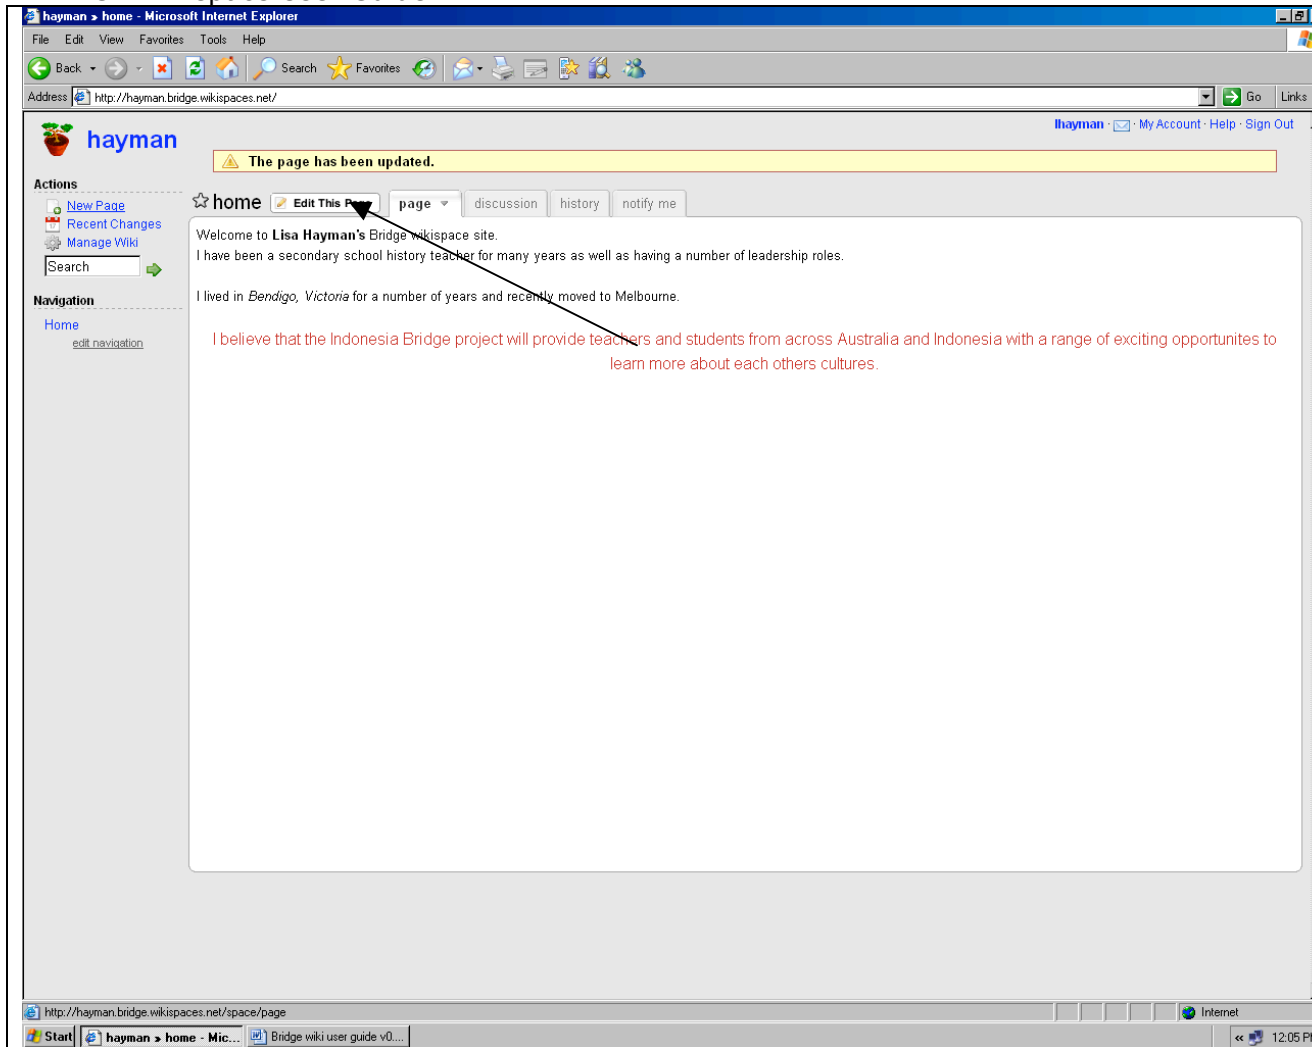 hayman » home - Microsoft Internet Explorer
File Edit View Favorites Tools Help
Back Search Favorites
Address http://hayman.bridge.wikispaces.net/ Go Links
hayman
lhayman · My Account · Help · Sign Out
The page has been updated.
Actions
New Page
Recent Changes
Manage Wiki
Search
Navigation
Home
edit navigation
home Edit This Page page discussion history notify me
Welcome to Lisa Hayman's Bridge wikispace site.
I have been a secondary school history teacher for many years as well as having a number of leadership roles.
I lived in Bendigo, Victoria for a number of years and recently moved to Melbourne.
I believe that the Indonesia Bridge project will provide teachers and students from across Australia and Indonesia with a range of exciting opportunites to
learn more about each others cultures.
http://hayman.bridge.wikispaces.net/space/page Internet
Start hayman » home - Mic... Bridge wiki user guide v0.... « 12:05 P